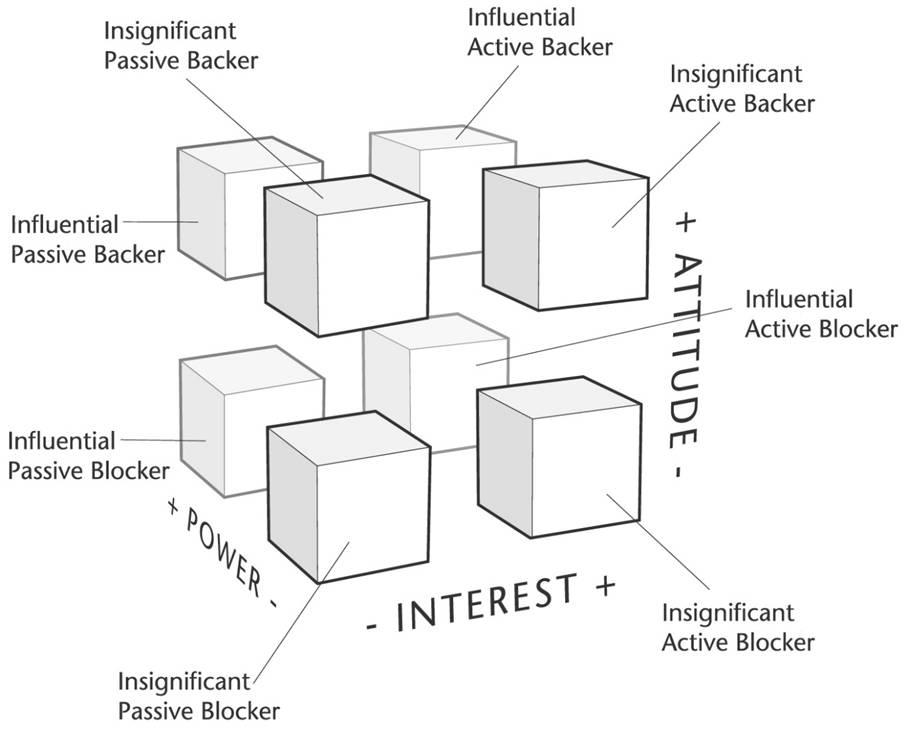 Insignificant
Passive Backer
Influential
Active Backer
Insignificant
Active Backer
Influential
Passive Backer
+ ATTITUDE -
Influential
Active Blocker
Influential
Passive Blocker
+ POWER -
- INTEREST +
Insignificant
Active Blocker
Insignificant
Passive Blocker